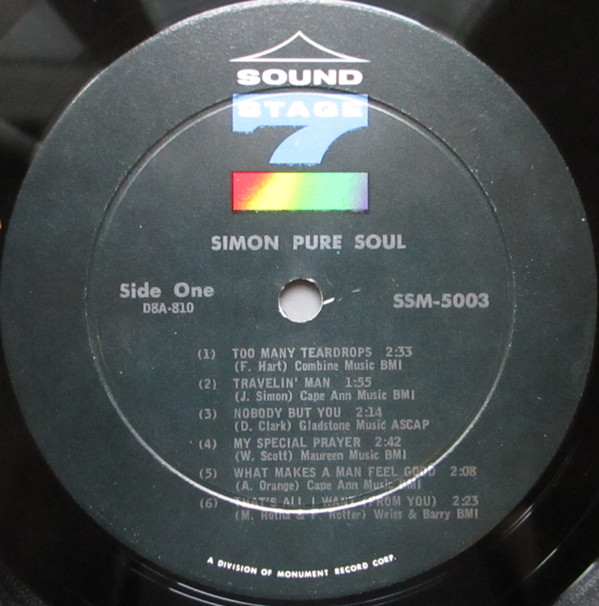 SOUND
STAGE
7
SIMON PURE SOUL
Side One
D8A-810
SSM-5003
(1) TOO MANY TEARDROPS 2:33
(F. Hart) Combine Music BMI
(2) TRAVELIN' MAN 1:55
(J. Simon) Cape Ann Music BMI
(3) NOBODY BUT YOU 2:14
(D. Clark) Gladstone Music ASCAP
(4) MY SPECIAL PRAYER 2:42
(W. Scott) Maureen Music BMI
(5) WHAT MAKES A MAN FEEL GOOD 2:08
(A. Orange) Cape Ann Music BMI
(6) THAT'S ALL I WANT (FROM YOU) 2:23
(M. Rotha & F. Rotter) Weiss & Barry BMI
A DIVISION OF MONUMENT RECORD CORP.